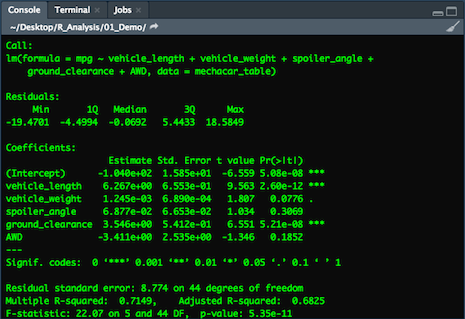 Console Terminal × Jobs ×
~/Desktop/R_Analysis/01_Demo/
Call:
lm(formula = mpg ~ vehicle_length + vehicle_weight + spoiler_angle +
    ground_clearance + AWD, data = mechacar_table)
Residuals:
     Min       1Q   Median       3Q      Max
-19.4701  -4.4994  -0.0692   5.4433  18.5849
Coefficients:
                   Estimate Std. Error t value Pr(>|t|)
(Intercept)      -1.040e+02  1.585e+01  -6.559 5.08e-08 ***
vehicle_length    6.267e+00  6.553e-01   9.563 2.60e-12 ***
vehicle_weight    1.245e-03  6.890e-04   1.807   0.0776 .
spoiler_angle     6.877e-02  6.653e-02   1.034   0.3069
ground_clearance  3.546e+00  5.412e-01   6.551 5.21e-08 ***
AWD              -3.411e+00  2.535e+00  -1.346   0.1852
---
Signif. codes:  0 ‘***’ 0.001 ‘**’ 0.01 ‘*’ 0.05 ‘.’ 0.1 ‘ ’ 1
Residual standard error: 8.774 on 44 degrees of freedom
Multiple R-squared:  0.7149,	Adjusted R-squared:  0.6825
F-statistic: 22.07 on 5 and 44 DF,  p-value: 5.35e-11